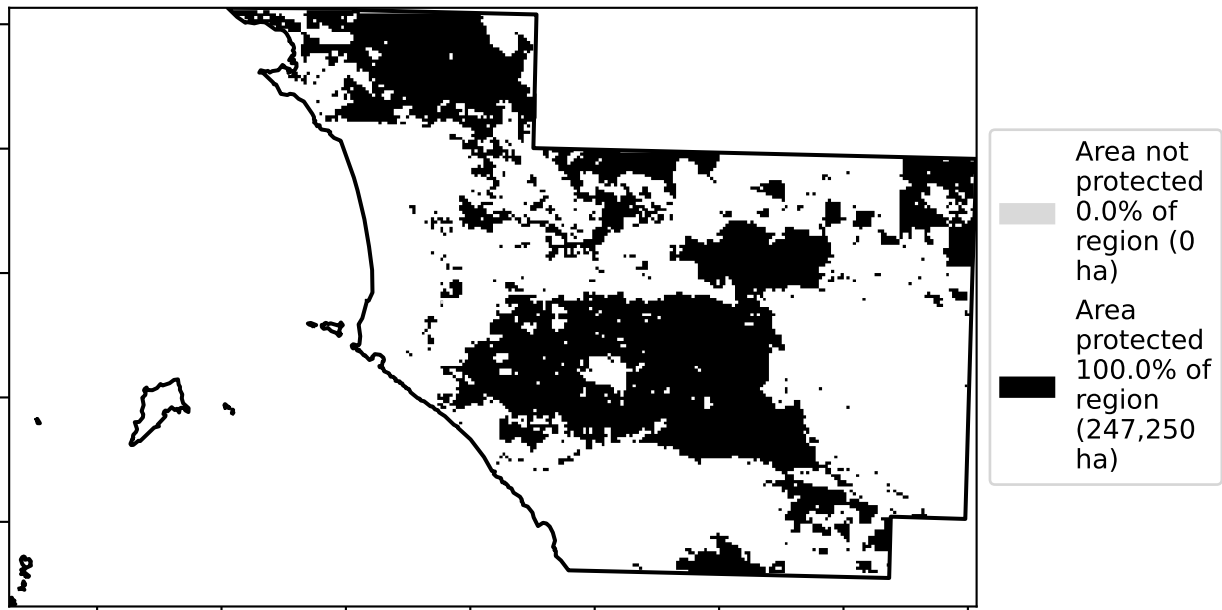 Area not
protected
0.0% of
region (0
ha)
Area
protected
100.0% of
region
(247,250
ha)